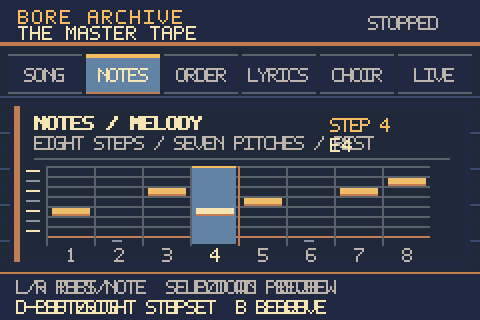 BORE ARCHIVE
THE MASTER TAPE
STOPPED
SONG NOTES ORDER LYRICS CHOIR LIVE
NOTES / MELODY
STEP 4
EIGHT STEPS / SEVEN PITCHES / REST
E4
1 2 3 4 5 6 7 8
L/R
B